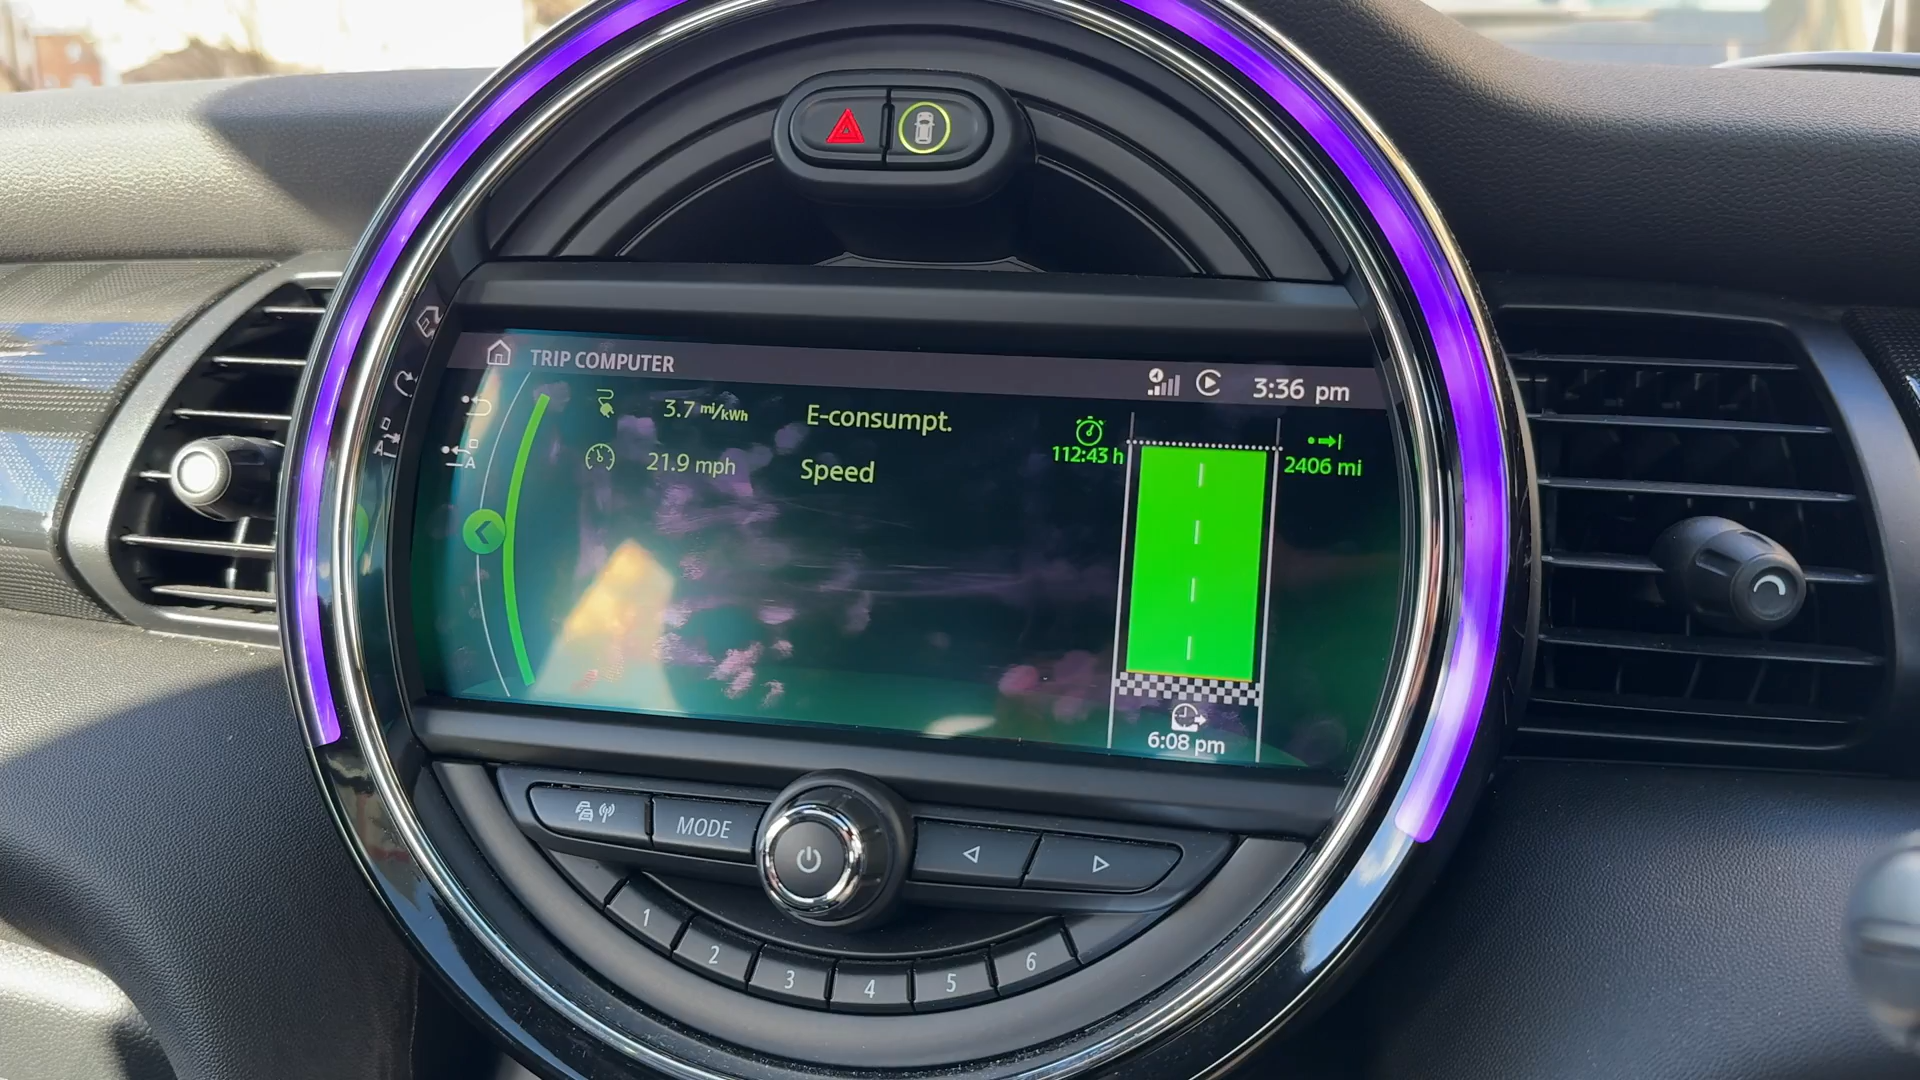 TRIP COMPUTER
3:36 pm
3.7 mi/kWh E-consumpt.
21.9 mph Speed
112:43 h
2406 mi
A
A
6:08 pm
MODE
1
2
3
4
5
6